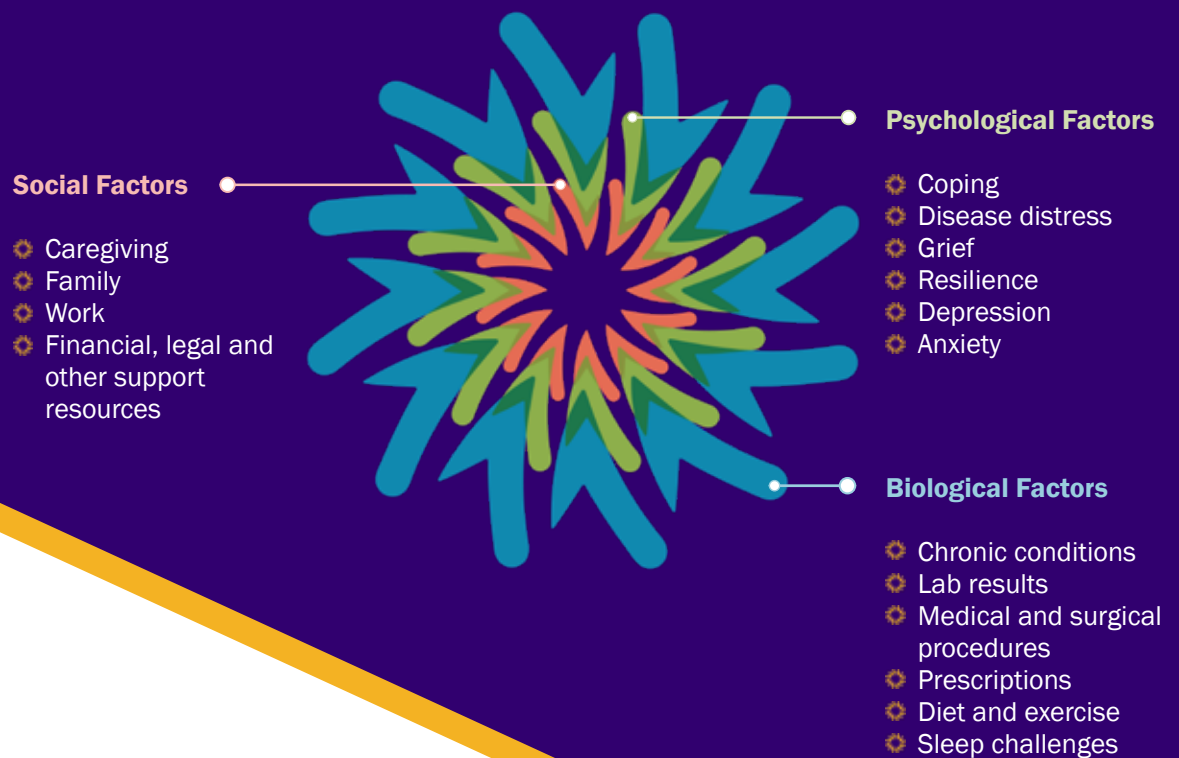 Social Factors
Caregiving
Family
Work
Financial, legal and
other support
resources
Psychological Factors
Coping
Disease distress
Grief
Resilience
Depression
Anxiety
Biological Factors
Chronic conditions
Lab results
Medical and surgical
procedures
Prescriptions
Diet and exercise
Sleep challenges